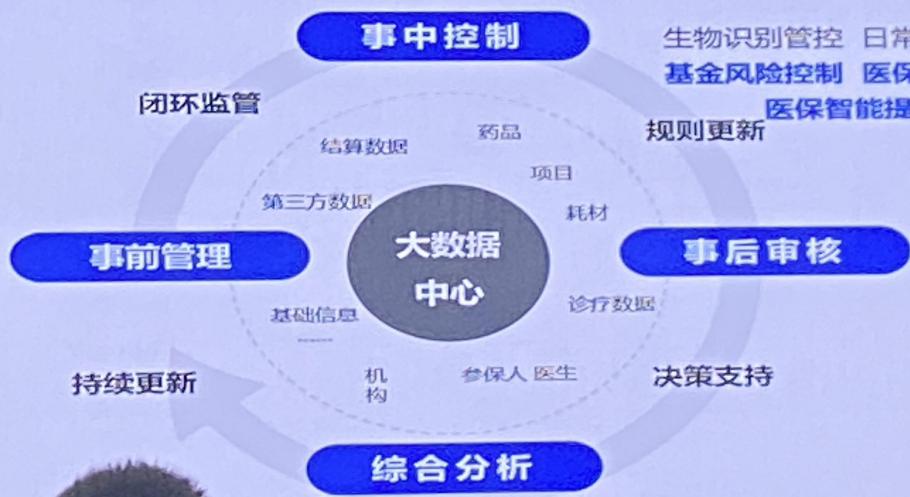 事中控制
生物识别管控 日常
基金风险控制 医保
医保智能提
闭环监管
规则更新
结算数据
药品
项目
第三方数据
耗材
大数据
中心
事前管理
事后审核
基础信息
诊疗数据
机
构
参保人 医生
持续更新
决策支持
综合分析